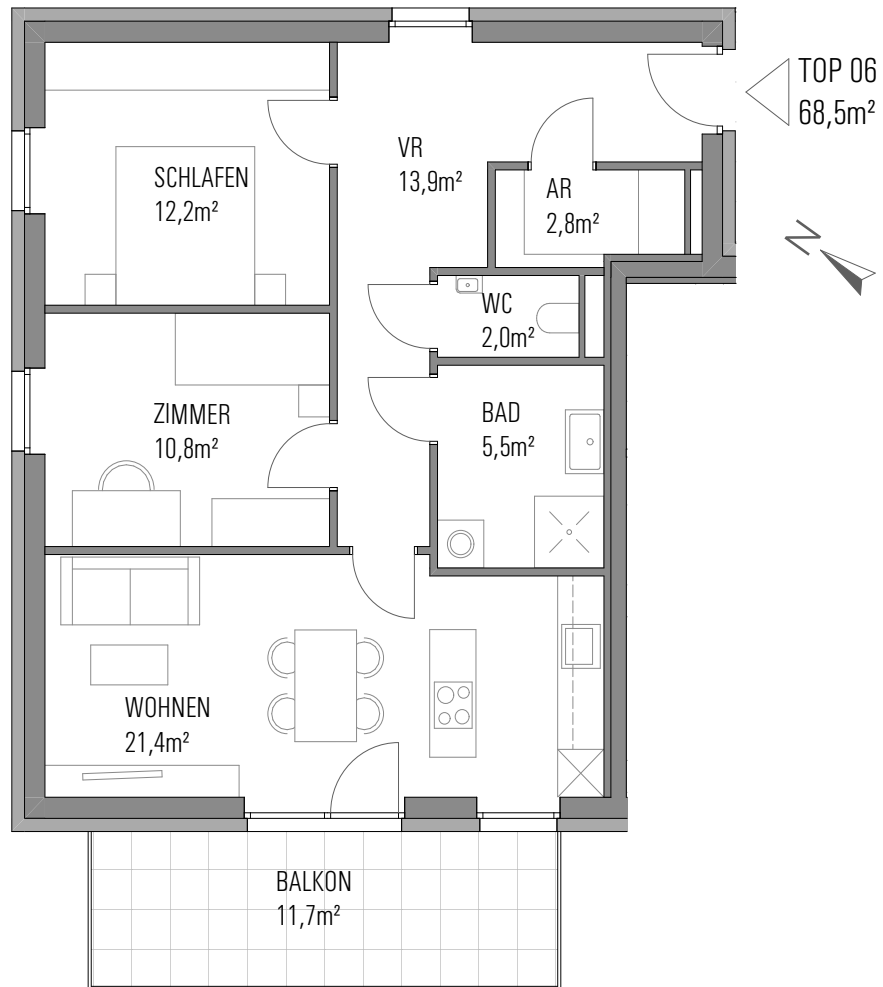 TOP 06
68,5m²
VR
13,9m²
SCHLAFEN
12,2m²
AR
2,8m²
N
WC
2,0m²
ZIMMER
10,8m²
BAD
5,5m²
WOHNEN
21,4m²
BALKON
11,7m²